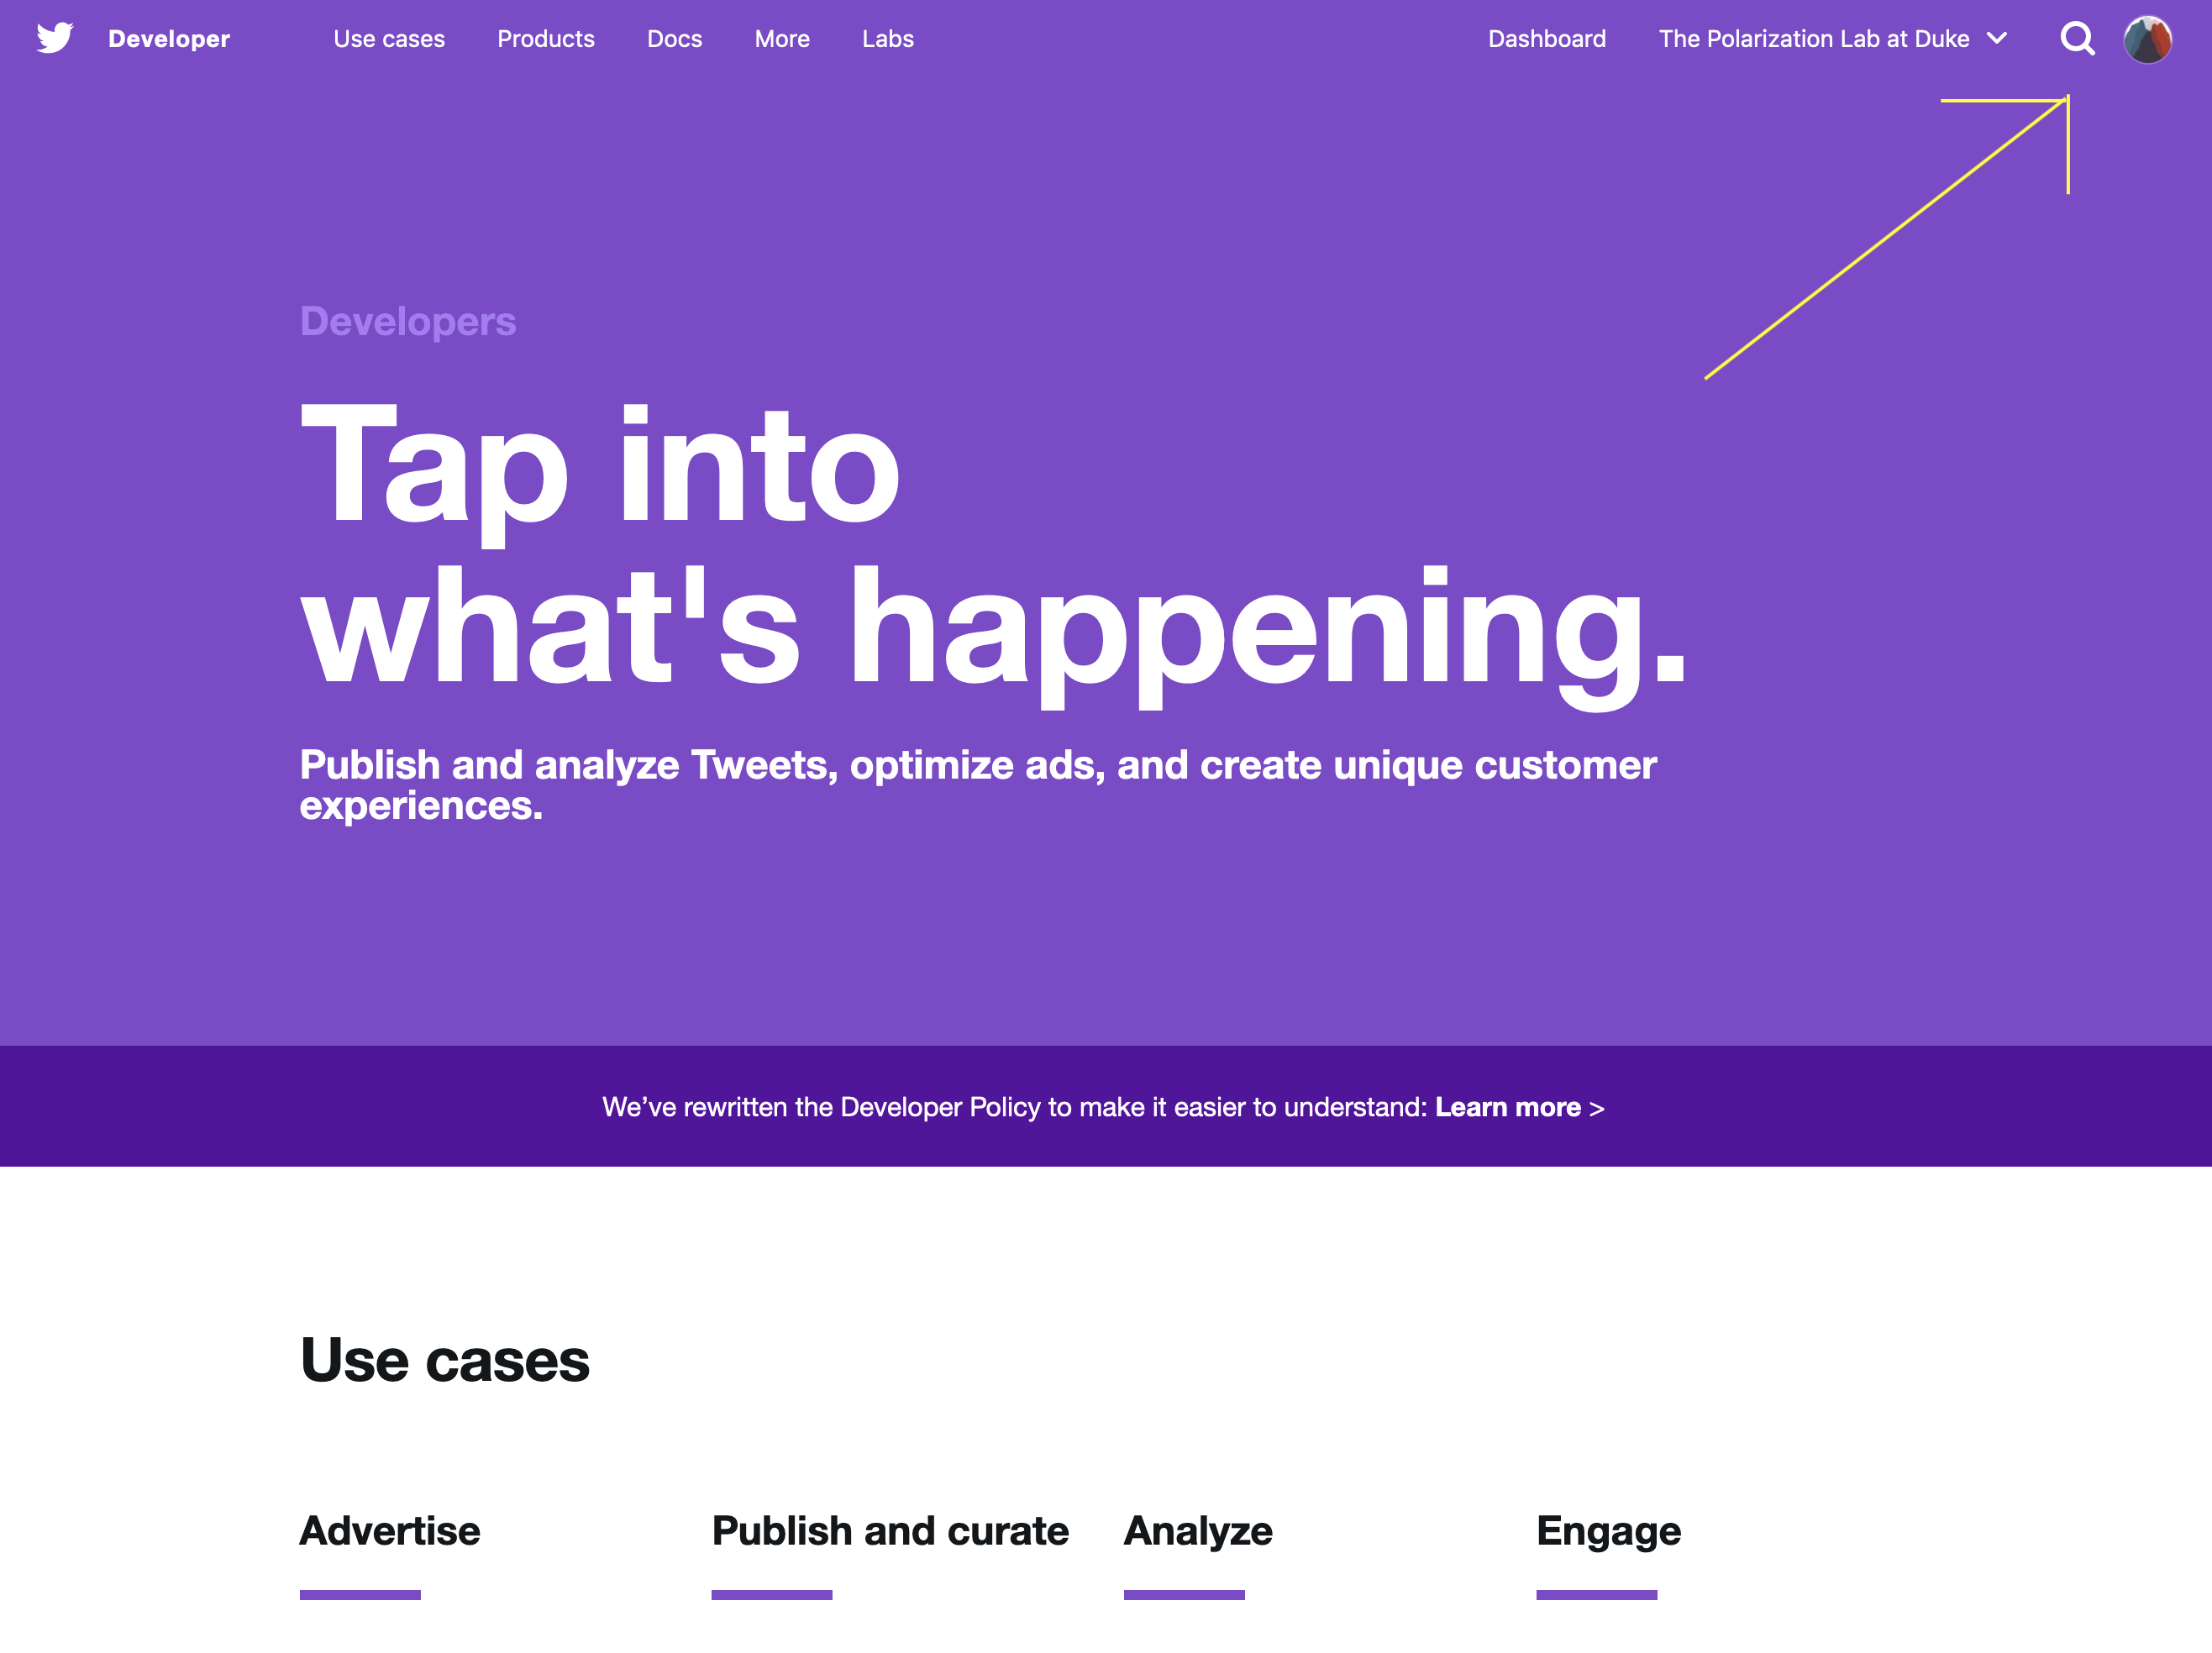 Developer Use cases Products Docs More Labs Dashboard The Polarization Lab at Duke
Developers
Tap into
what's happening.
Publish and analyze Tweets, optimize ads, and create unique customer
experiences.
We’ve rewritten the Developer Policy to make it easier to understand: Learn more >
Use cases
Advertise Publish and curate Analyze Engage